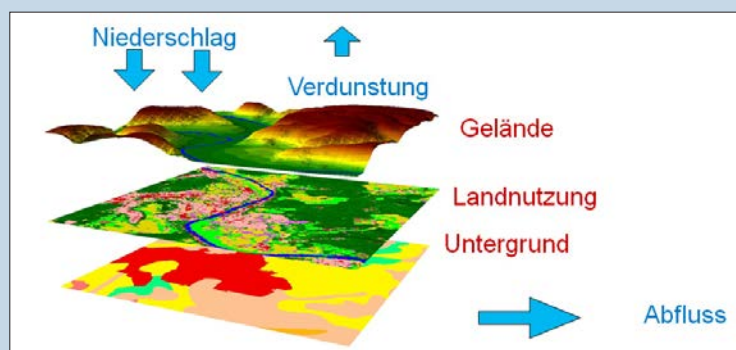 Niederschlag
Verdunstung
Gelände
Landnutzung
Untergrund
Abfluss